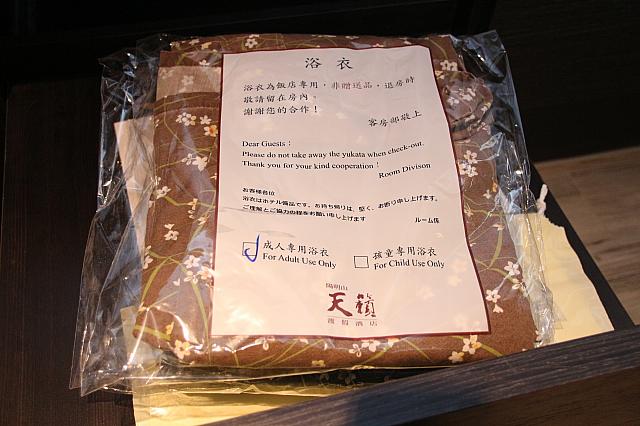 浴衣
浴衣為飯店專用，非贈送品，退房時
敬請留在房內。
謝謝您的合作！
客房部敬上
Dear Guests：
Please do not take away the yukata when check-out.
Thank you for your kind cooperation！
Room Divison
お客様各位
浴衣はホテル備品です。お持ち帰りは、堅く、お断り申し上げます。
ご理解とご協力の程をお願い申し上げます
ルーム係
成人專用浴衣
For Adult Use Only
孩童專用浴衣
For Child Use Only
陽明山
天籟
渡假酒店